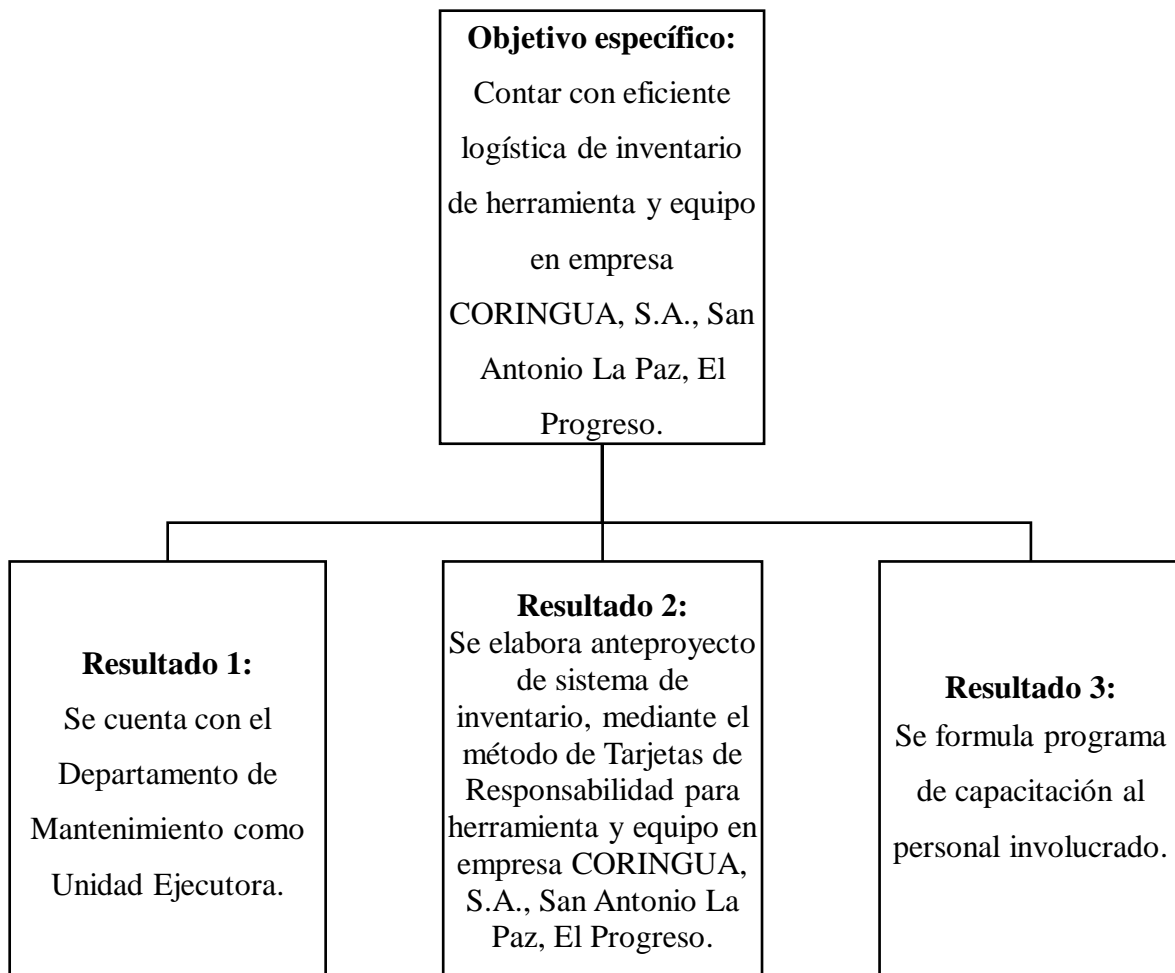 Objetivo específico:
Contar con eficiente
logística de inventario
de herramienta y equipo
en empresa
CORINGUA, S.A., San
Antonio La Paz, El
Progreso.
Resultado 1:
Se cuenta con el
Departamento de
Mantenimiento como
Unidad Ejecutora.
Resultado 2:
Se elabora anteproyecto
de sistema de
inventario, mediante el
método de Tarjetas de
Responsabilidad para
herramienta y equipo en
empresa CORINGUA,
S.A., San Antonio La
Paz, El Progreso.
Resultado 3:
Se formula programa
de capacitación al
personal involucrado.